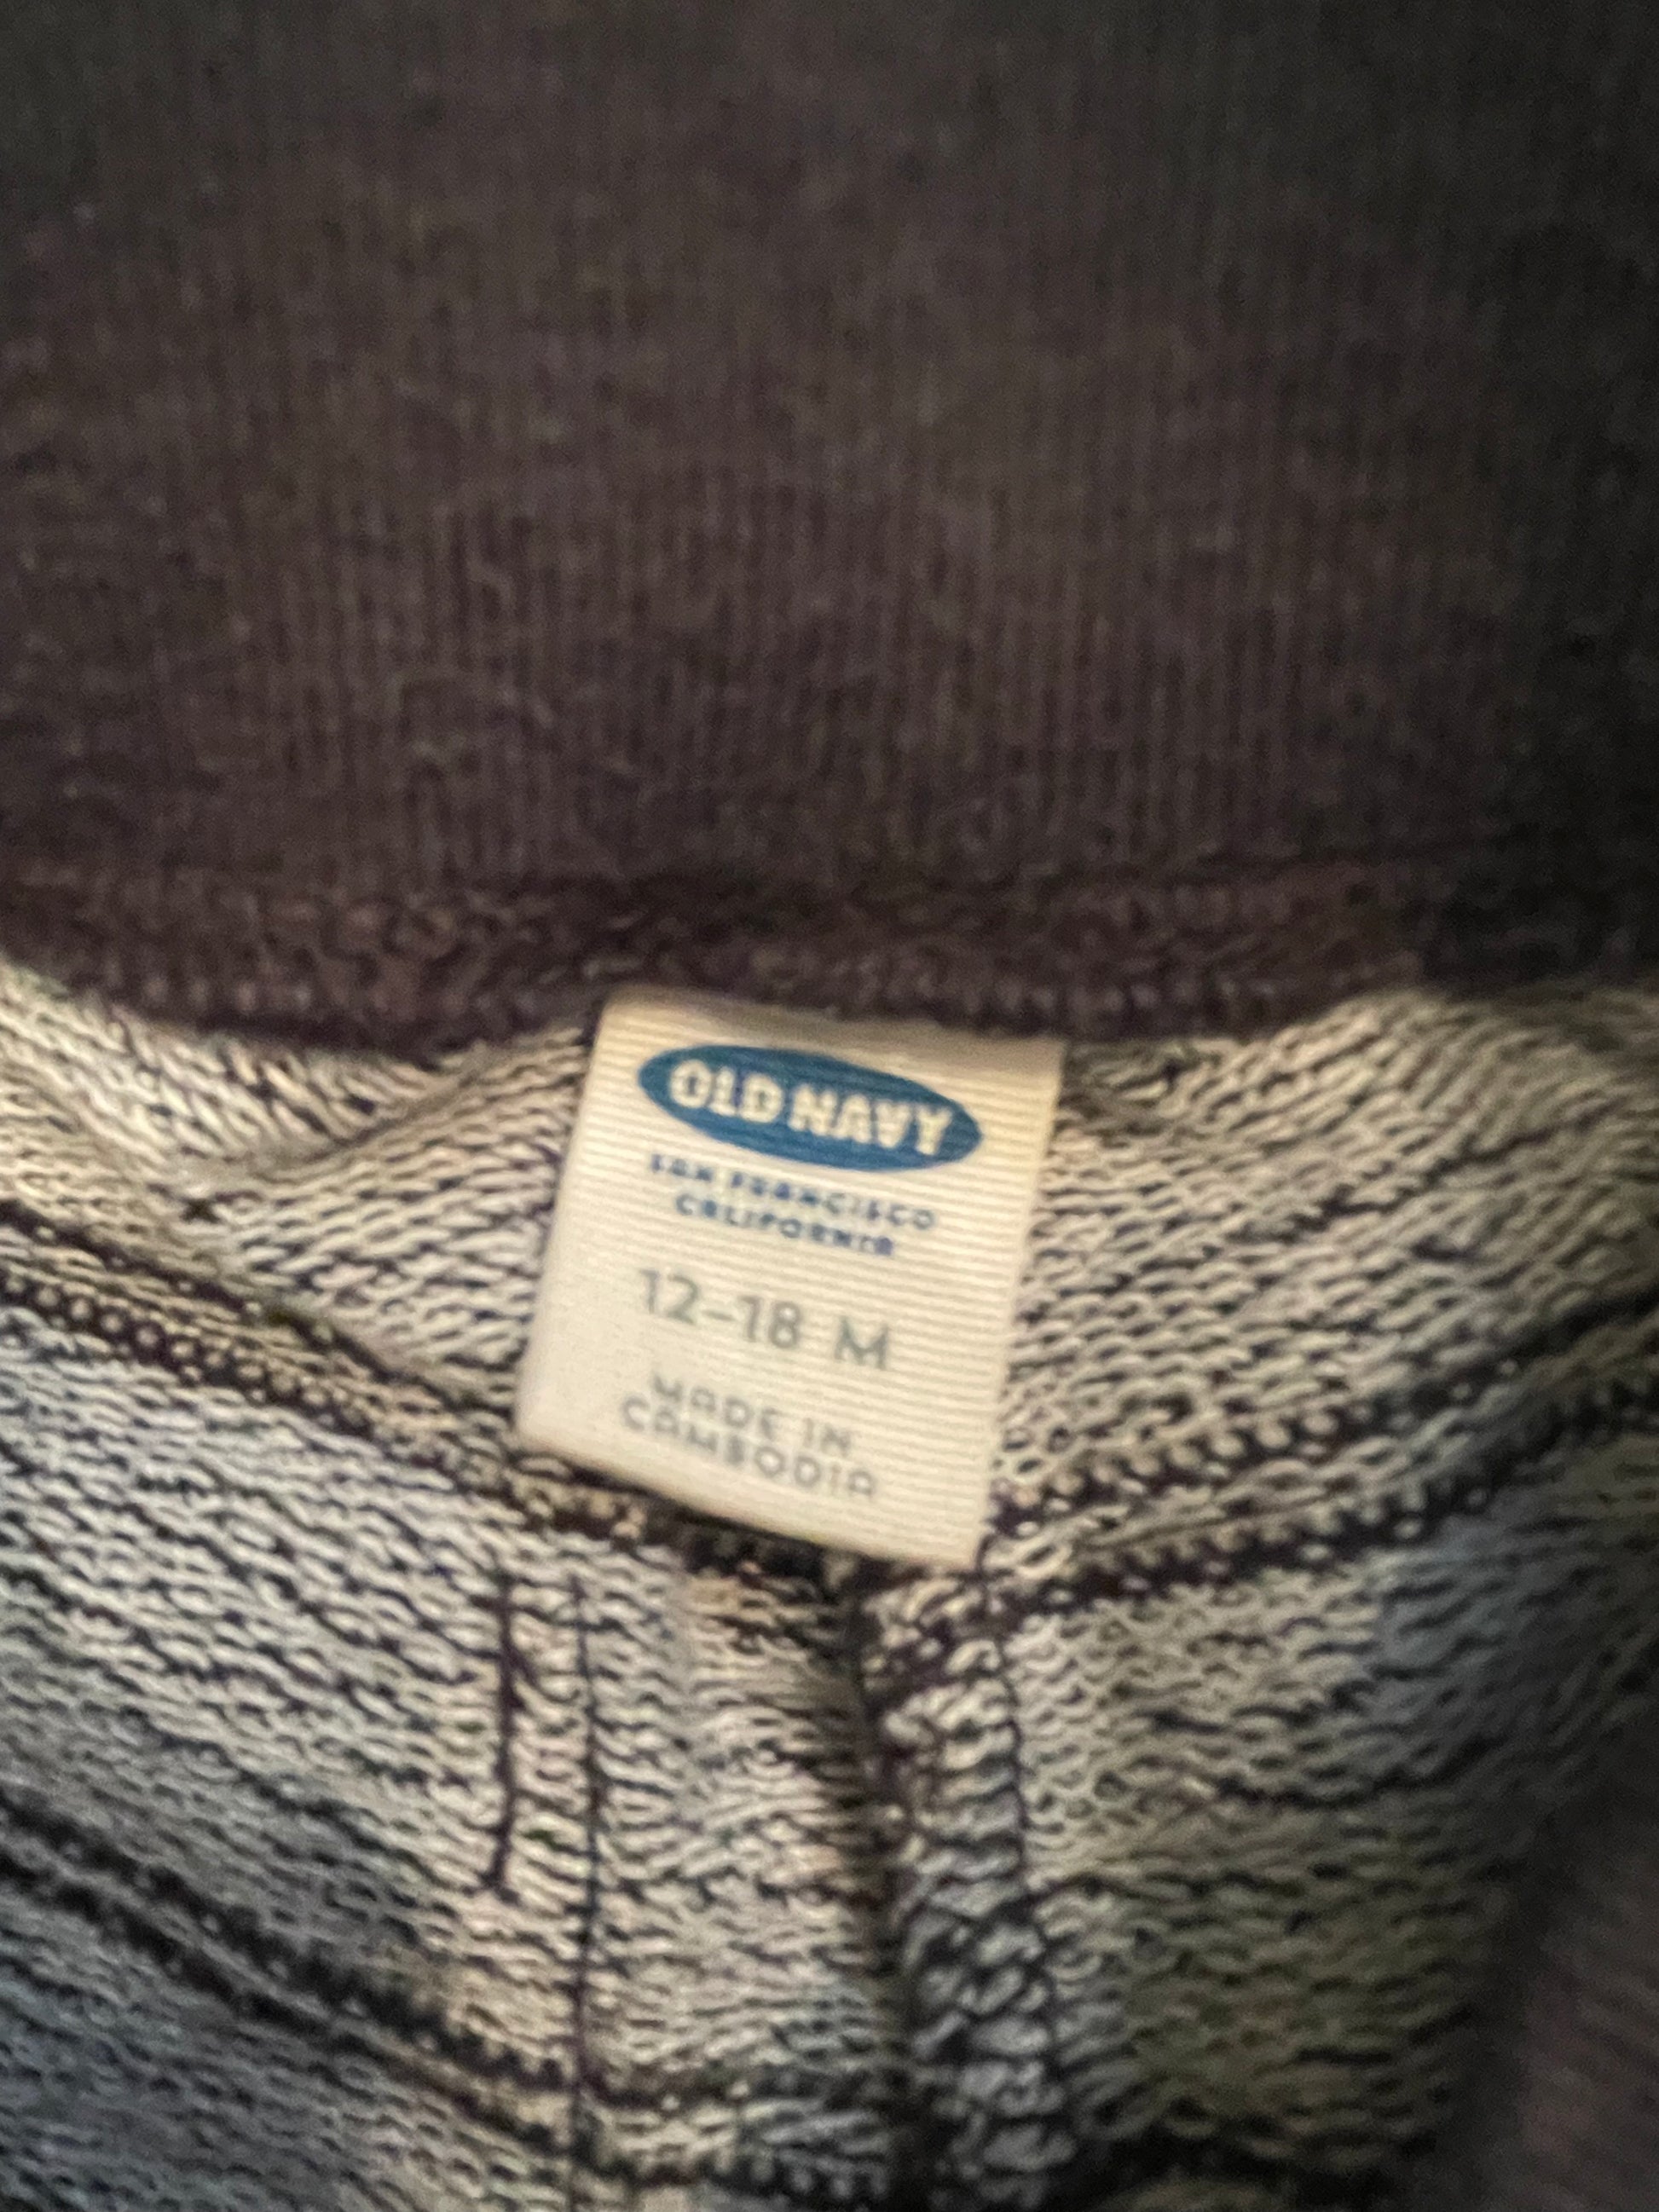 OLD NAVY
SAN FRANCISCO
CALIFORNIA
12-18 M
MADE IN
CAMBODIA